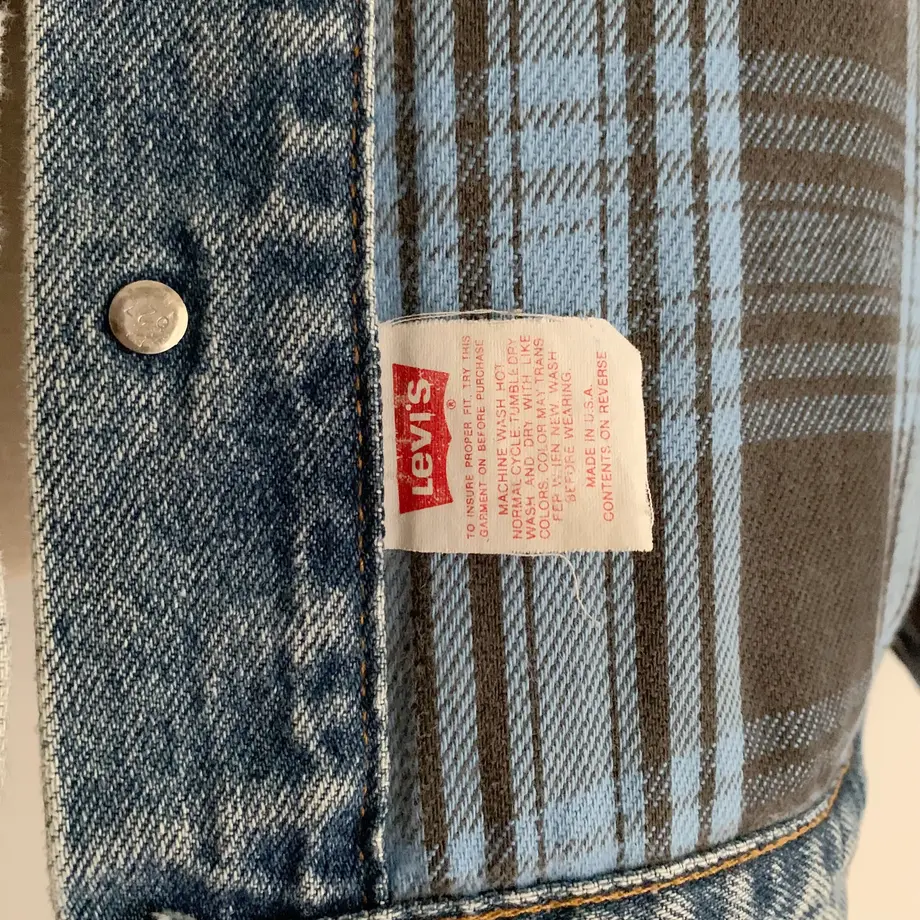 Levi's ®
TO INSURE PROPER FIT, TRY THIS
GARMENT ON BEFORE PURCHASE
MACHINE WASH HOT
NORMAL CYCLE, TUMBLE DRY
WASH AND DRY WITH LIKE
COLORS. COLOR MAY TRANS
FER WHEN NEW. WASH
BEFORE WEARING.
MADE IN U.S.A.
CONTENTS ON REVERSE